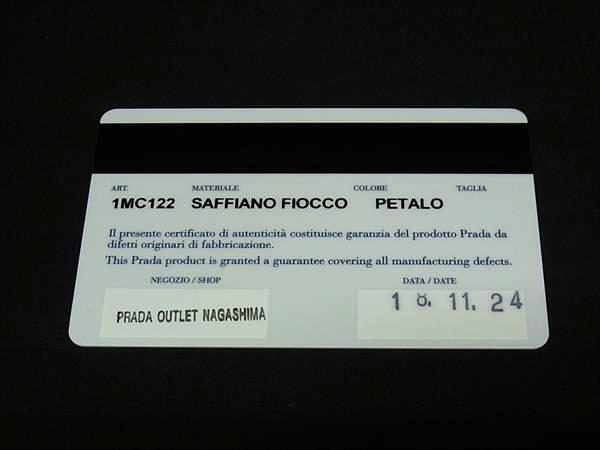 ART. MATERIALE COLORE TAGLIA
1MC122 SAFFIANO FIOCCO PETALO
Il presente certificato di autenticità costituisce garanzia del prodotto Prada da
difetti originari di fabbricazione.
This Prada product is granted a guarantee covering all manufacturing defects.
NEGOZIO / SHOP DATA / DATE
PRADA OUTLET NAGASHIMA 18. 11. 24